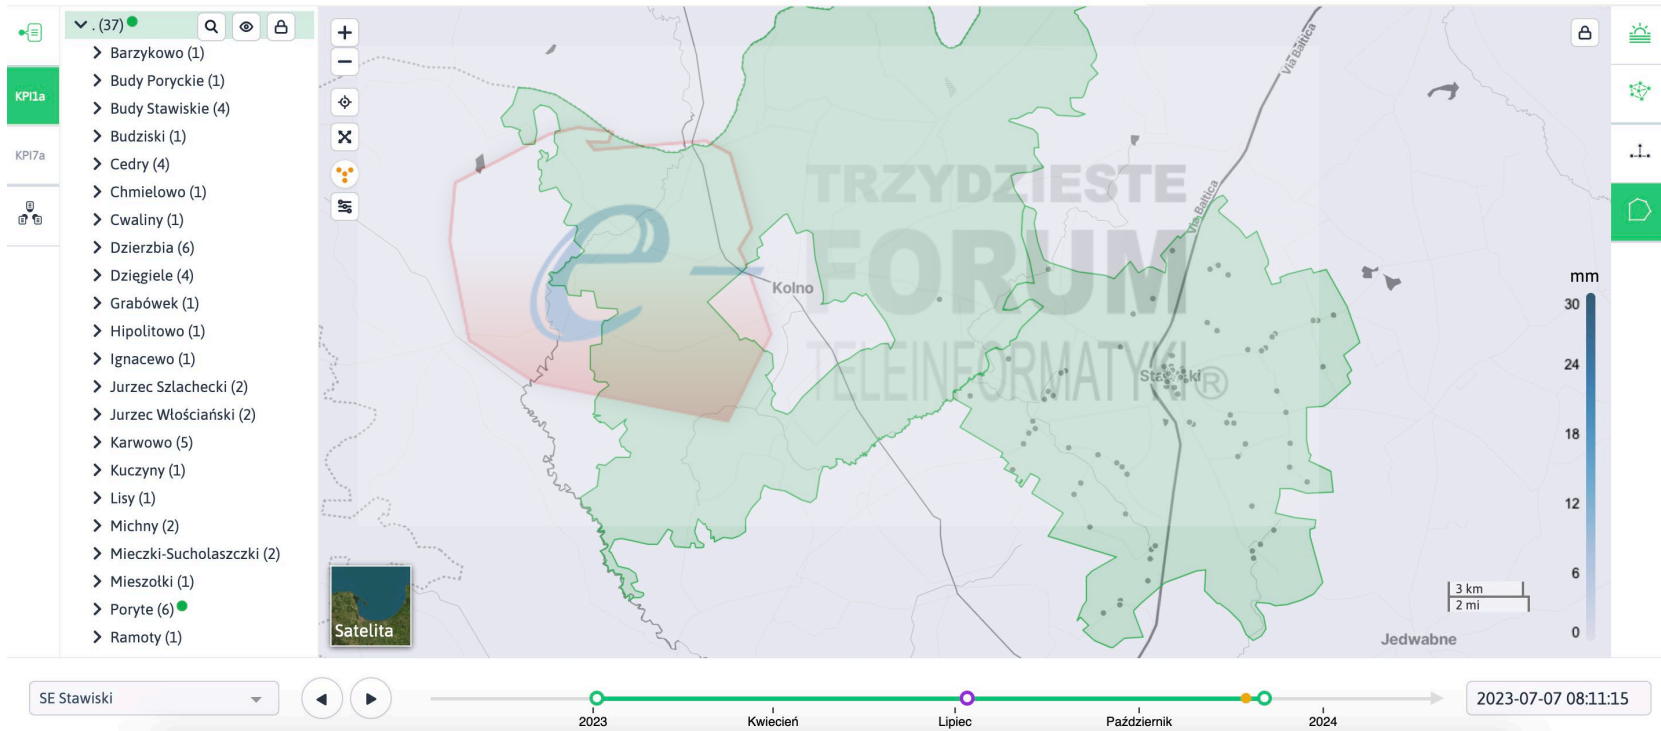 . (37)
Barzykowo (1)
Budy Poryckie (1)
Budy Stawiskie (4)
Budziski (1)
Cedry (4)
Chmielowo (1)
Cwaliny (1)
Dzierzbia (6)
Dzięgiele (4)
Grabówek (1)
Hipolitowo (1)
Ignacewo (1)
Jurzec Szlachecki (2)
Jurzec Włościański (2)
Karwowo (5)
Kuczyny (1)
Lisy (1)
Michny (2)
Mieczki-Sucholaszczki (2)
Mieszołki (1)
Poryte (6)
Ramoty (1)
KPI1a
KPI7a
+
−
Via Baltica
Via Baltica
TRZYDZIESTE
e-FORUM
TELEINFORMATYKI®
Kolno
Stawiski
Jedwabne
Satelita
mm
30
24
18
12
6
0
3 km
2 mi
SE Stawiski
2023
Kwiecień
Lipiec
Październik
2024
2023-07-07 08:11:15